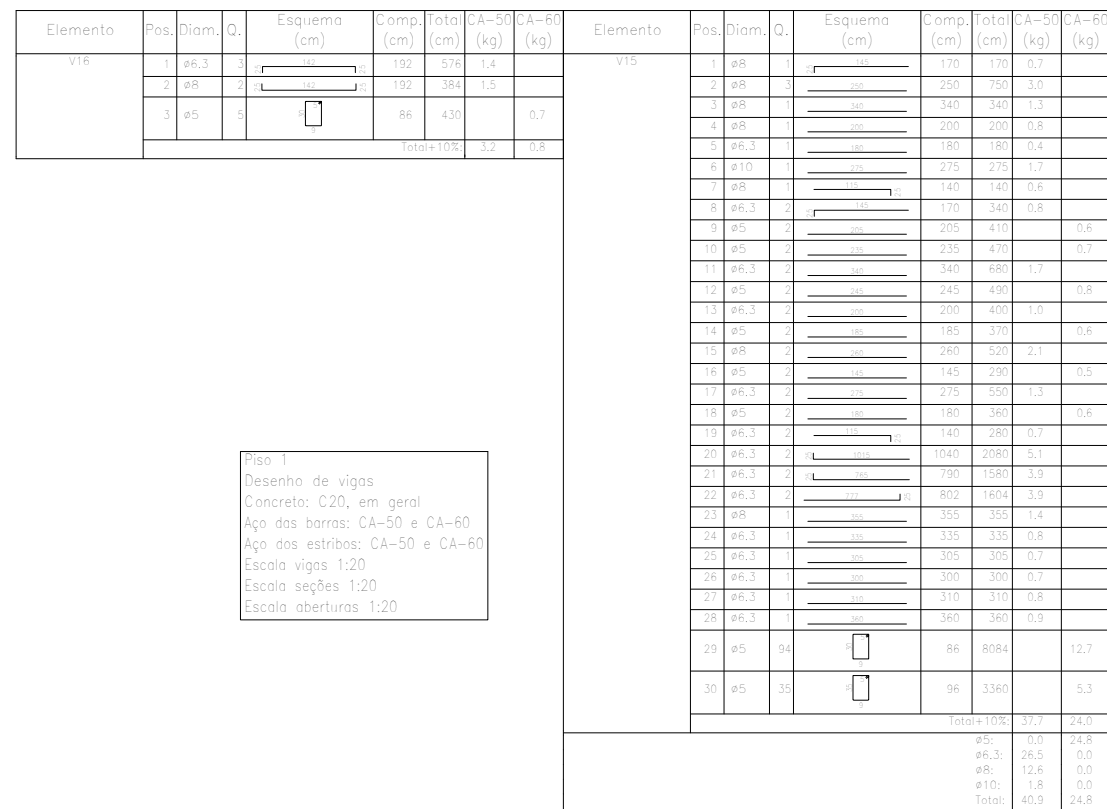 Elemento Pos. Diam. Q. Esquema (cm) Comp. (cm) Total (cm) CA-50 (kg) CA-60 (kg)
V16 1 ø6.3 3 25 142 25 192 576 1.4
2 ø8 2 25 142 25 192 384 1.5
3 ø5 5 9 86 430 0.7
Total+10%: 3.2 0.8
Piso 1
Desenho de vigas
Concreto: C20, em geral
Aço das barras: CA-50 e CA-60
Aço dos estribos: CA-50 e CA-60
Escala vigas 1:20
Escala seções 1:20
Escala aberturas 1:20
Elemento Pos. Diam. Q. Esquema (cm) Comp. (cm) Total (cm) CA-50 (kg) CA-60 (kg)
V15 1 ø8 1 25 145 170 170 0.7
2 ø8 3 250 250 750 3.0
3 ø8 1 340 340 340 1.3
4 ø8 1 200 200 200 0.8
5 ø6.3 1 180 180 180 0.4
6 ø10 1 275 275 275 1.7
7 ø8 1 115 25 140 140 0.6
8 ø6.3 2 25 145 170 340 0.8
9 ø5 2 205 205 410 0.6
10 ø5 2 235 235 470 0.7
11 ø6.3 2 340 340 680 1.7
12 ø5 2 245 245 490 0.8
13 ø6.3 2 200 200 400 1.0
14 ø5 2 185 185 370 0.6
15 ø8 2 260 260 520 2.1
16 ø5 2 145 145 290 0.5
17 ø6.3 2 275 275 550 1.3
18 ø5 2 180 180 360 0.6
19 ø6.3 2 115 25 140 280 0.7
20 ø6.3 2 25 1015 1040 2080 5.1
21 ø6.3 2 25 765 790 1580 3.9
22 ø6.3 2 777 25 802 1604 3.9
23 ø8 1 355 355 355 1.4
24 ø6.3 1 335 335 335 0.8
25 ø6.3 1 305 305 305 0.7
26 ø6.3 1 300 300 300 0.7
27 ø6.3 1 310 310 310 0.8
28 ø6.3 1 360 360 360 0.9
29 ø5 94 9 86 8084 12.7
30 ø5 35 9 96 3360 5.3
Total+10%: 37.7 24.0
ø5: 0.0 24.8
ø6.3: 26.5 0.0
ø8: 12.6 0.0
ø10: 1.8 0.0
Total: 40.9 24.8